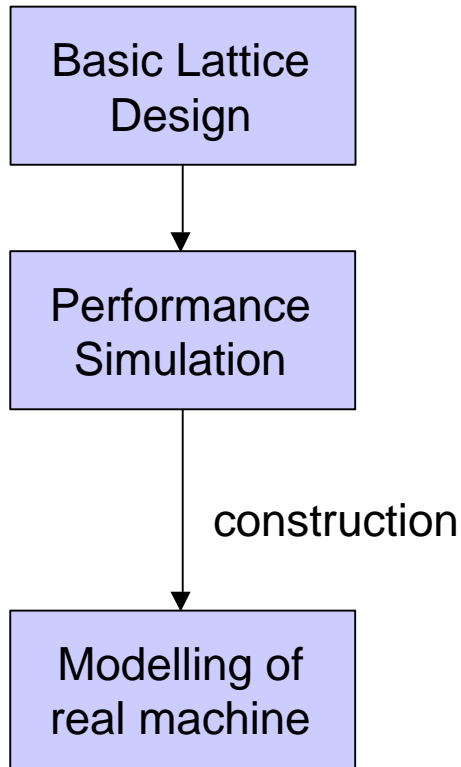 Basic Lattice
Design
Performance
Simulation
construction
Modelling of
real machine